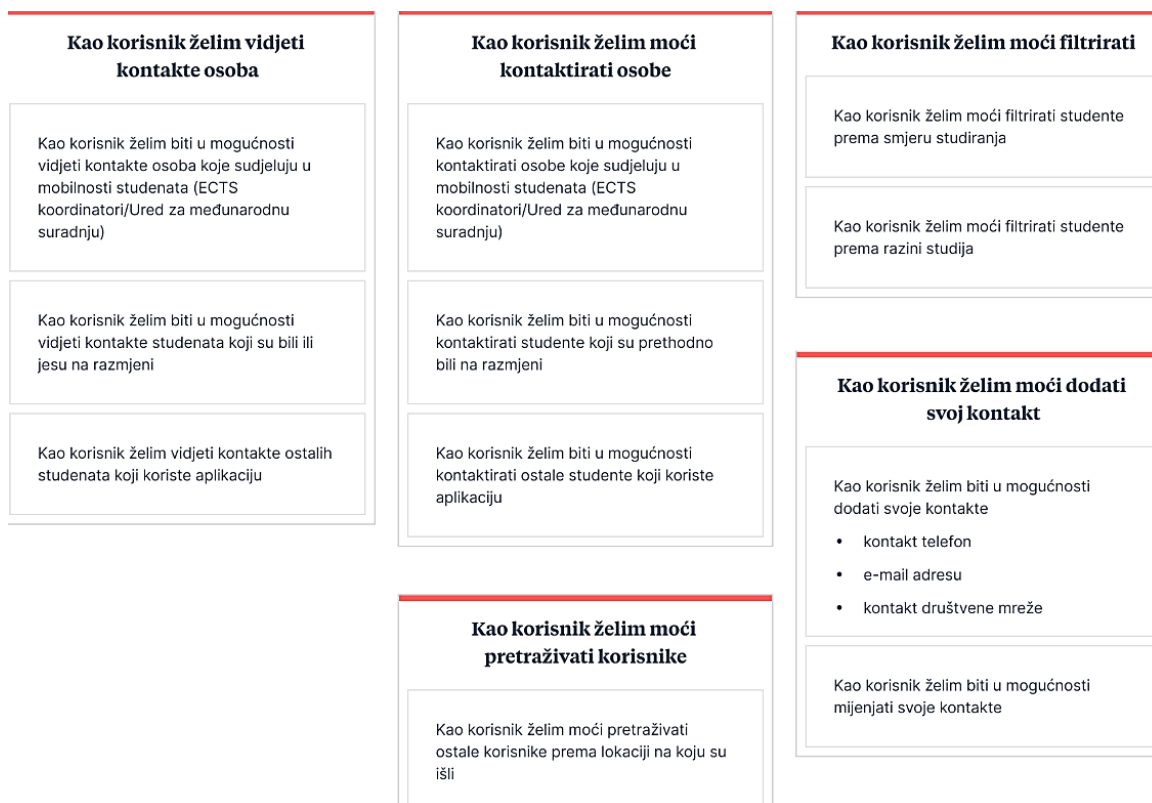 Kao korisnik želim vidjeti
kontakte osoba
Kao korisnik želim biti u mogućnosti
vidjeti kontakte osoba koje sudjeluju u
mobilnosti studenata (ECTS
koordinatori/Ured za međunarodnu
suradnju)
Kao korisnik želim biti u mogućnosti
vidjeti kontakte studenata koji su bili ili
jesu na razmjeni
Kao korisnik želim vidjeti kontakte ostalih
studenata koji koriste aplikaciju
Kao korisnik želim moći
kontaktirati osobe
Kao korisnik želim biti u mogućnosti
kontaktirati osobe koje sudjeluju u
mobilnosti studenata (ECTS
koordinatori/Ured za međunarodnu
suradnju)
Kao korisnik želim biti u mogućnosti
kontaktirati studente koji su prethodno
bili na razmjeni
Kao korisnik želim biti u mogućnosti
kontaktirati ostale studente koji koriste
aplikaciju
Kao korisnik želim moći
pretraživati korisnike
Kao korisnik želim moći pretraživati
ostale korisnike prema lokaciji na koju su
išli
Kao korisnik želim moći filtrirati
Kao korisnik želim moći filtrirati studente
prema smjeru studiranja
Kao korisnik želim moći filtrirati studente
prema razini studija
Kao korisnik želim moći dodati
svoj kontakt
Kao korisnik želim biti u mogućnosti
dodati svoje kontakte
• kontakt telefon
• e-mail adresu
• kontakt društvene mreže
Kao korisnik želim biti u mogućnosti
mijenjati svoje kontakte